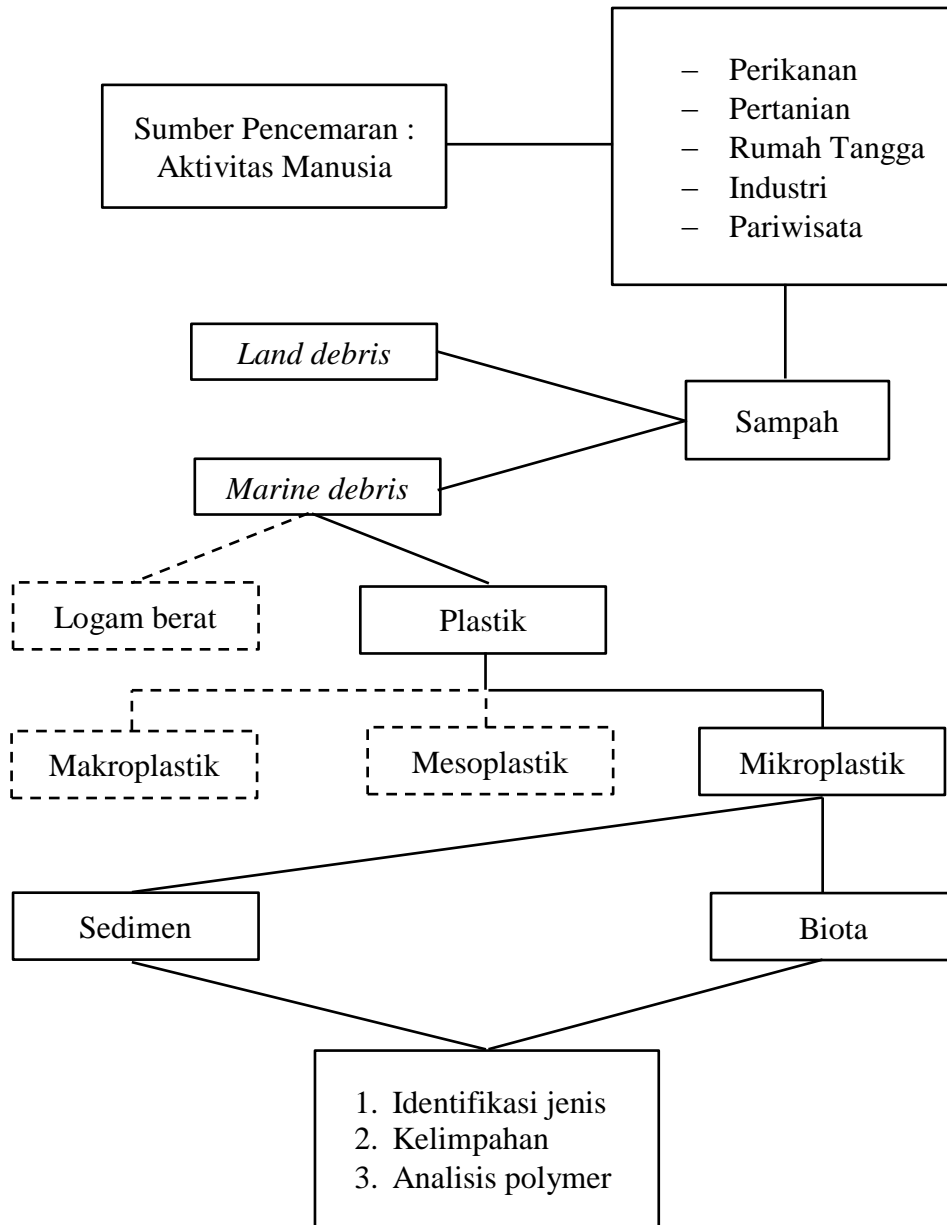 Sumber Pencemaran :
Aktivitas Manusia
– Perikanan
– Pertanian
– Rumah Tangga
– Industri
– Pariwisata
Land debris
Sampah
Marine debris
Logam berat
Plastik
Makroplastik
Mesoplastik
Mikroplastik
Sedimen
Biota
1. Identifikasi jenis
2. Kelimpahan
3. Analisis polymer